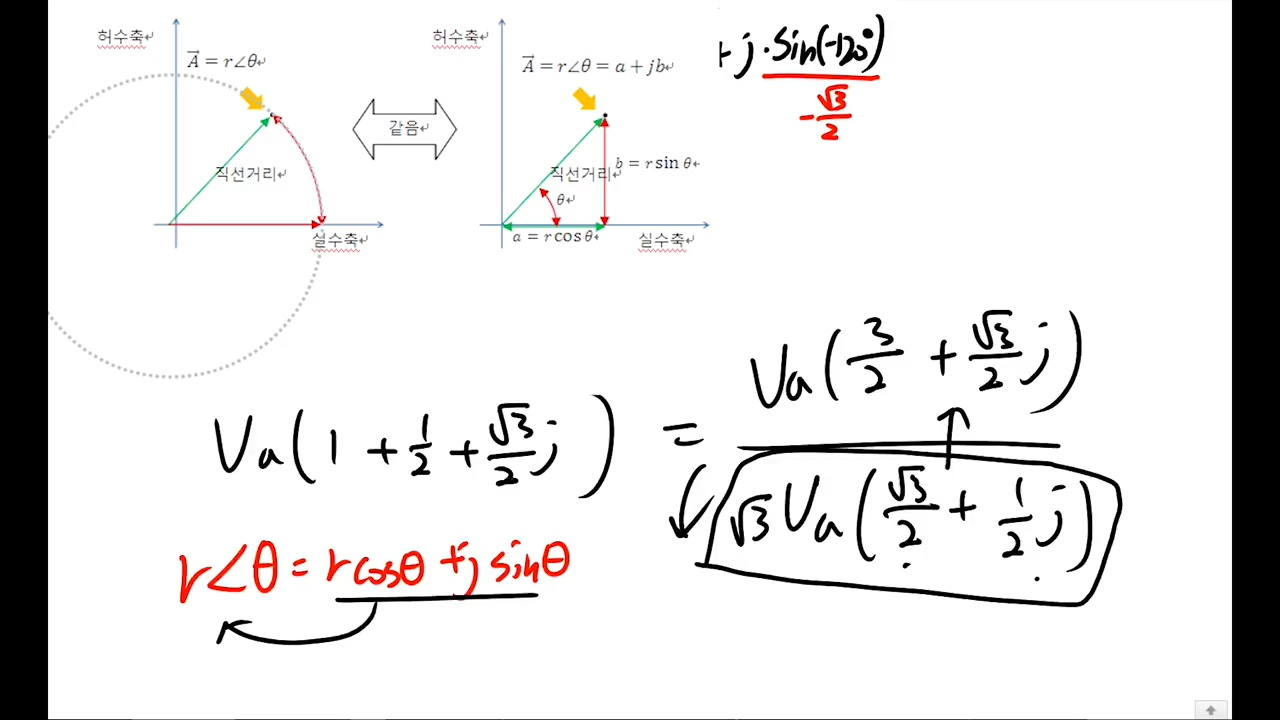 허수축
A⃗ = r∠θ
직선거리
실수축
같음
허수축
A⃗ = r∠θ = a + jb
직선거리
b = r sin θ
θ
a = r cos θ
실수축
+ j · sin(-120°)
-√3/2
Va(1 + 1/2 + √3/2 j)
=
Va(3/2 + √3/2 j)
√3 Va(√3/2 + 1/2 j)
r∠θ = r cosθ + j sinθ